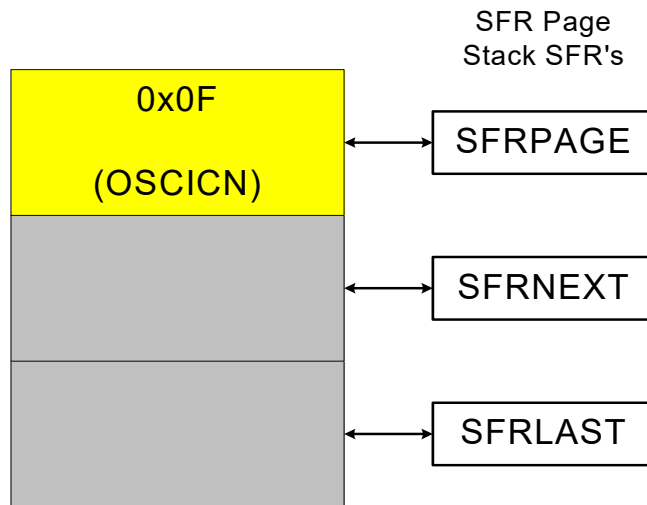 SFR Page
Stack SFR's
0x0F
SFRPAGE
(OSCICN)
SFRNEXT
SFRLAST